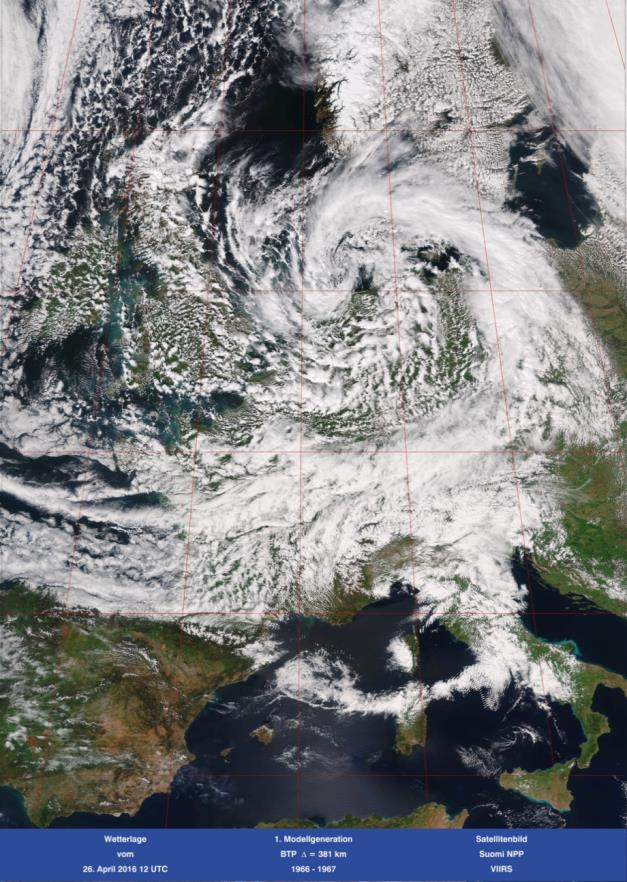 Wetterlage
vom
26. April 2016 12 UTC
1. Modellgeneration
BTP Δ = 381 km
1966 - 1967
Satellitenbild
Suomi NPP
VIIRS